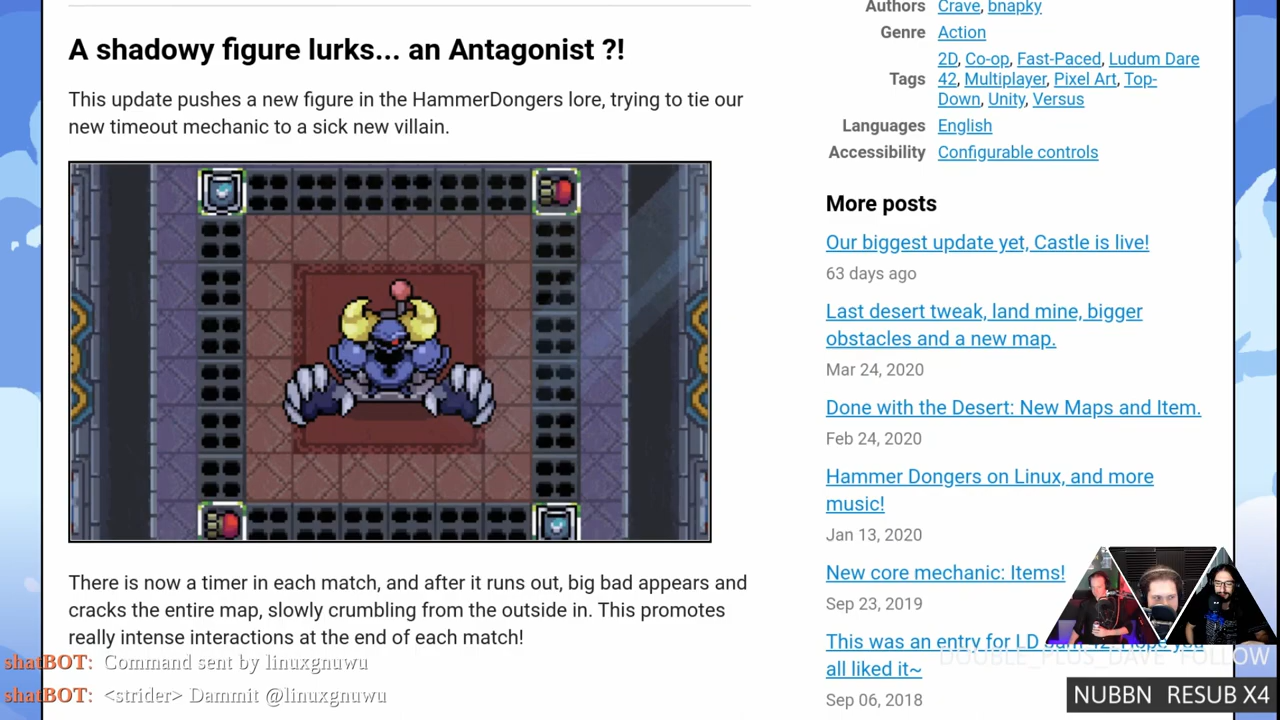 A shadowy figure lurks... an Antagonist ?!
This update pushes a new figure in the HammerDongers lore, trying to tie our
new timeout mechanic to a sick new villain.
There is now a timer in each match, and after it runs out, big bad appears and
cracks the entire map, slowly crumbling from the outside in. This promotes
really intense interactions at the end of each match!
shatBOT: Command sent by linuxgnuwu
shatBOT: <strider> Dammit @linuxgnuwu
Authors Crave, bnapky
Genre Action
Tags 2D, Co-op, Fast-Paced, Ludum Dare
42, Multiplayer, Pixel Art, Top-
Down, Unity, Versus
Languages English
Accessibility Configurable controls
More posts
Our biggest update yet, Castle is live!
63 days ago
Last desert tweak, land mine, bigger
obstacles and a new map.
Mar 24, 2020
Done with the Desert: New Maps and Item.
Feb 24, 2020
Hammer Dongers on Linux, and more
music!
Jan 13, 2020
New core mechanic: Items!
Sep 23, 2019
This was an entry for LD
all liked it~
Sep 06, 2018
DOUBLE_PLUS_DAVE FOLLOW
NUBBN RESUB X4